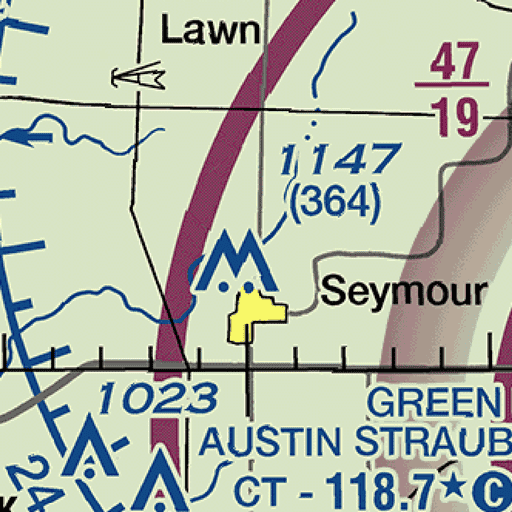 Lawn
47
19
1147
(364)
Seymour
1023
GREEN
AUSTIN STRAUB
24
CT - 118.7★ C
K